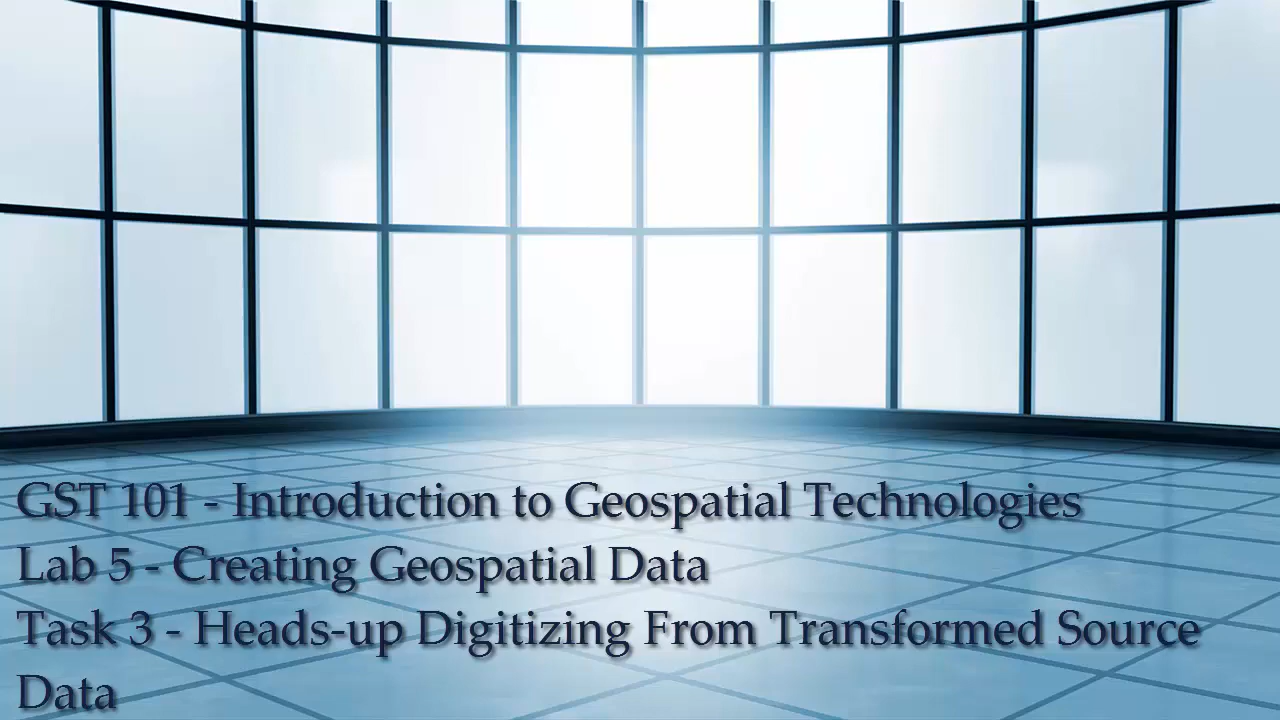 GST 101 - Introduction to Geospatial Technologies
Lab 5 - Creating Geospatial Data
Task 3 - Heads-up Digitizing From Transformed Source
Data